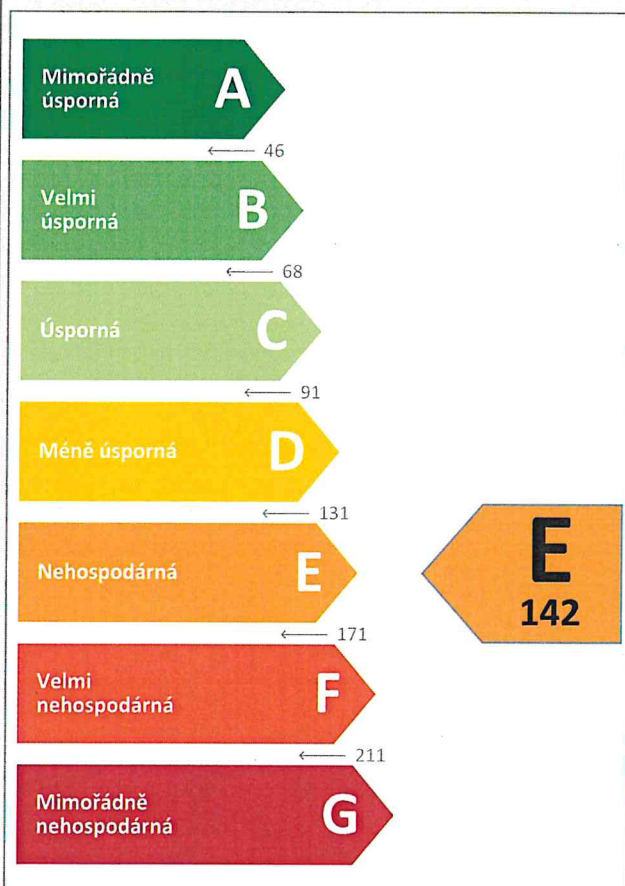 Mimořádně
úsporná
A
← 46
Velmi
úsporná
B
← 68
Úsporná
C
← 91
Méně úsporná
D
← 131
Nehospodárná
E
← 171
E
142
Velmi
nehospodárná
F
← 211
Mimořádně
nehospodárná
G